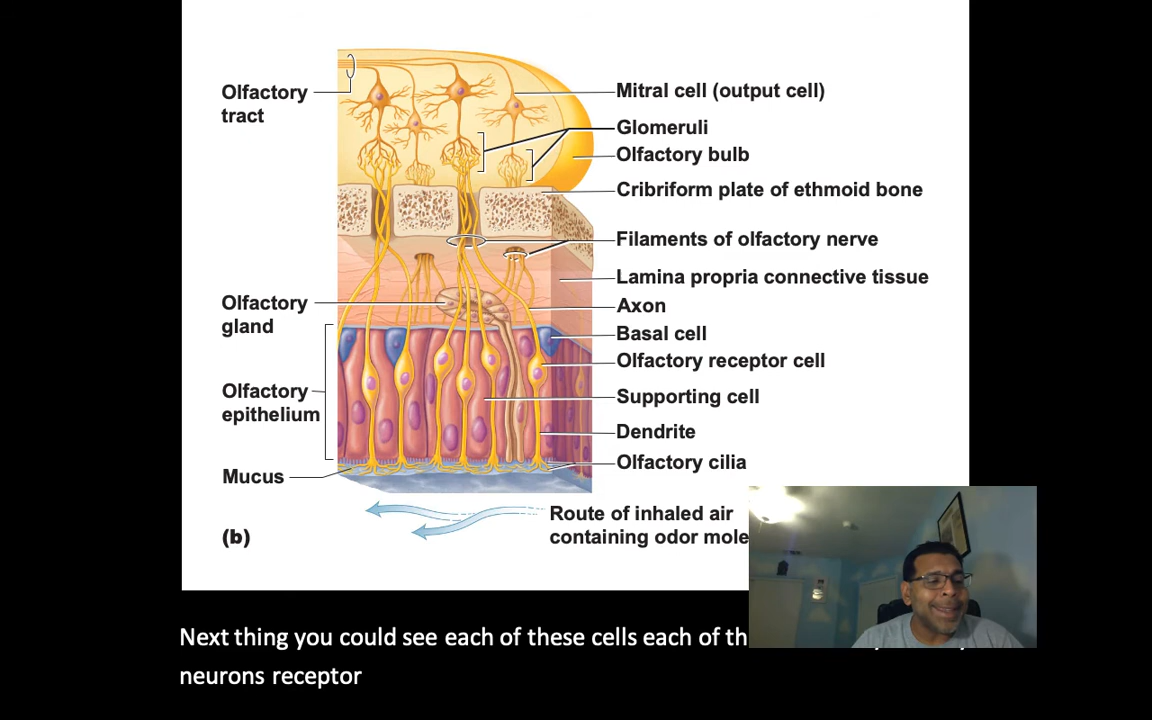 Olfactory
tract
Mitral cell (output cell)
Glomeruli
Olfactory bulb
Cribriform plate of ethmoid bone
Filaments of olfactory nerve
Lamina propria connective tissue
Olfactory
gland
Axon
Basal cell
Olfactory receptor cell
Olfactory
epithelium
Supporting cell
Dendrite
Olfactory cilia
Mucus
Route of inhaled air
containing odor mole
(b)
Next thing you could see each of these cells each of th
neurons receptor